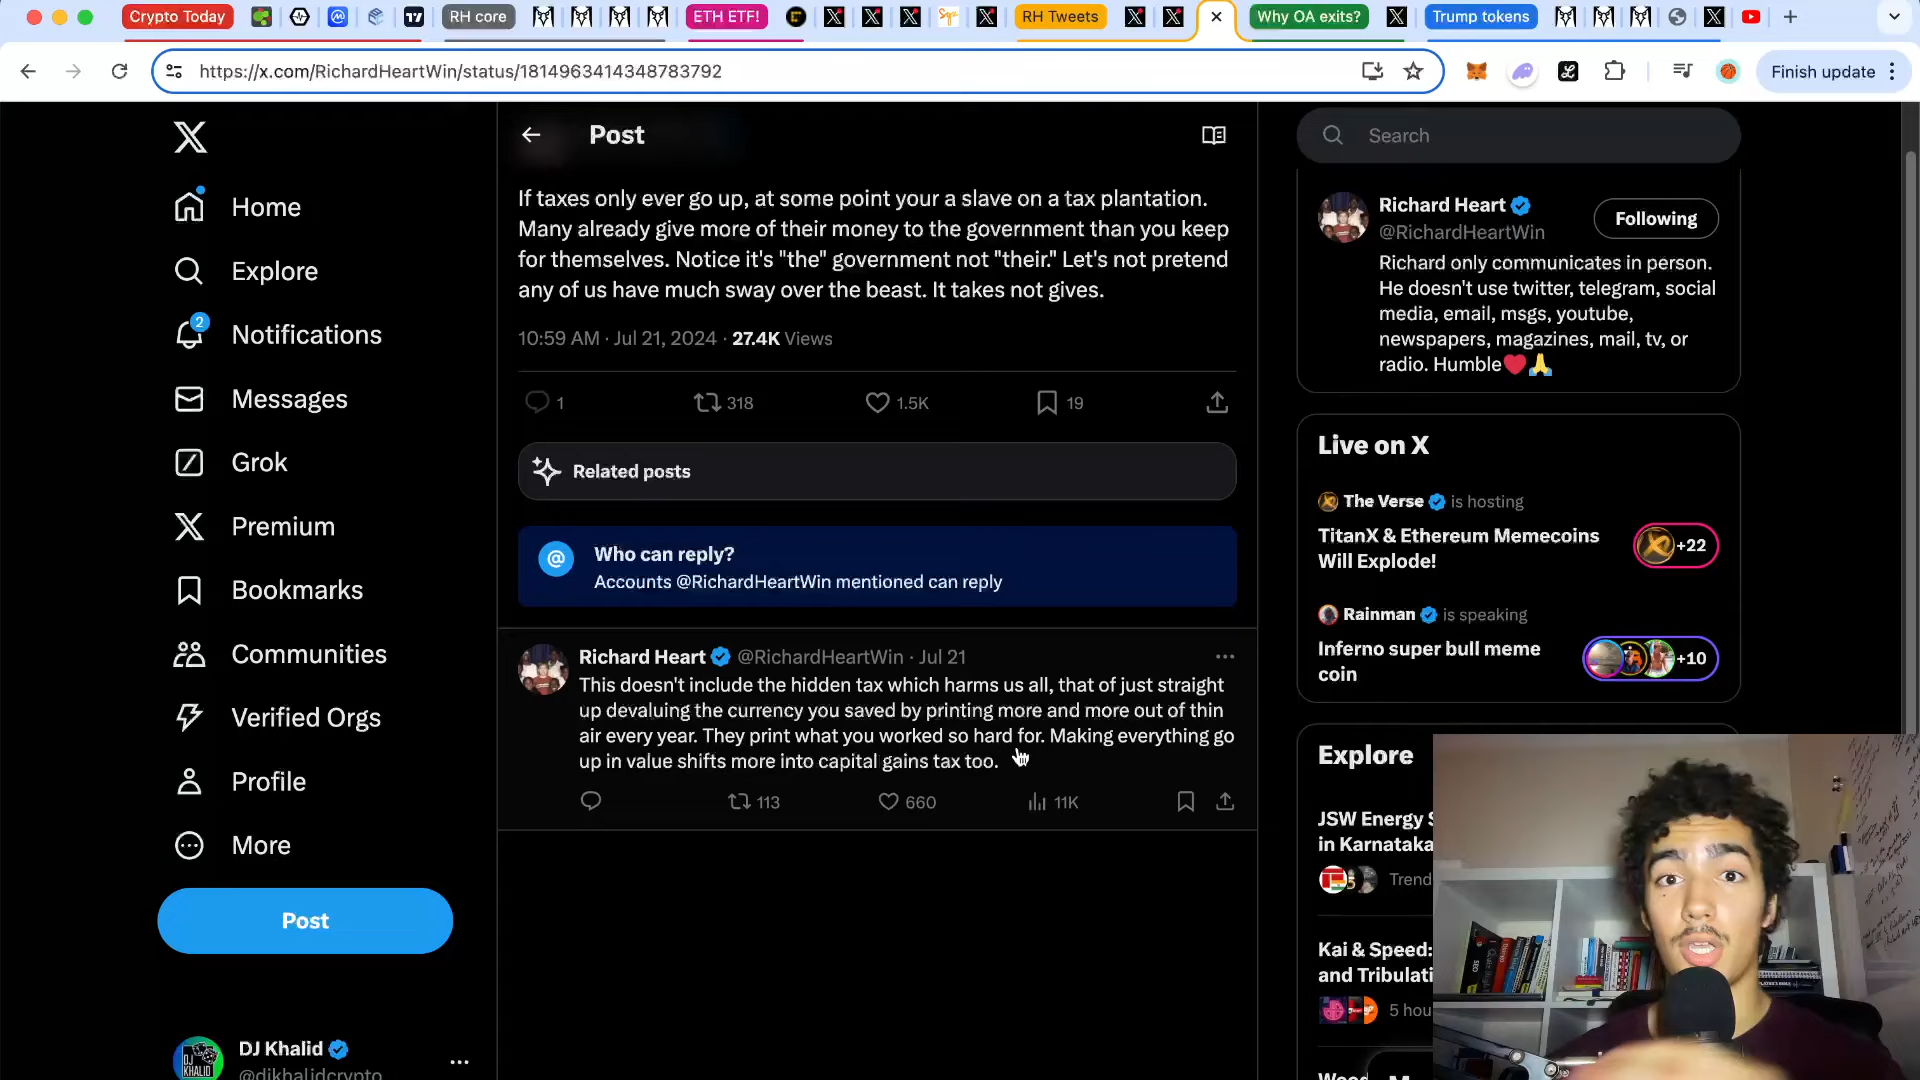 Crypto Today
RH core
ETH ETF!
RH Tweets
Why OA exits?
Trump tokens
https://x.com/RichardHeartWin/status/1814963414348783792
Finish update
Home
Explore
2
Notifications
Messages
Grok
Premium
Bookmarks
Communities
Verified Orgs
Profile
More
Post
DJ Khalid
@djkhalidcrypto
Post
If taxes only ever go up, at some point your a slave on a tax plantation.
Many already give more of their money to the government than you keep
for themselves. Notice it's "the" government not "their." Let's not pretend
any of us have much sway over the beast. It takes not gives.
10:59 AM · Jul 21, 2024 · 27.4K Views
1 318 1.5K 19
Related posts
Who can reply?
Accounts @RichardHeartWin mentioned can reply
Richard Heart @RichardHeartWin · Jul 21
This doesn't include the hidden tax which harms us all, that of just straight
up devaluing the currency you saved by printing more and more out of thin
air every year. They print what you worked so hard for. Making everything go
up in value shifts more into capital gains tax too.
113 660 11K
Search
Richard Heart
@RichardHeartWin
Following
Richard only communicates in person.
He doesn't use twitter, telegram, social
media, email, msgs, youtube,
newspapers, magazines, mail, tv, or
radio. Humble
Live on X
The Verse is hosting
TitanX & Ethereum Memecoins
Will Explode!
+22
Rainman is speaking
Inferno super bull meme
coin
+10
Explore
JSW Energy S
in Karnataka
Trend
Kai & Speed:
and Tribulati
5 hou